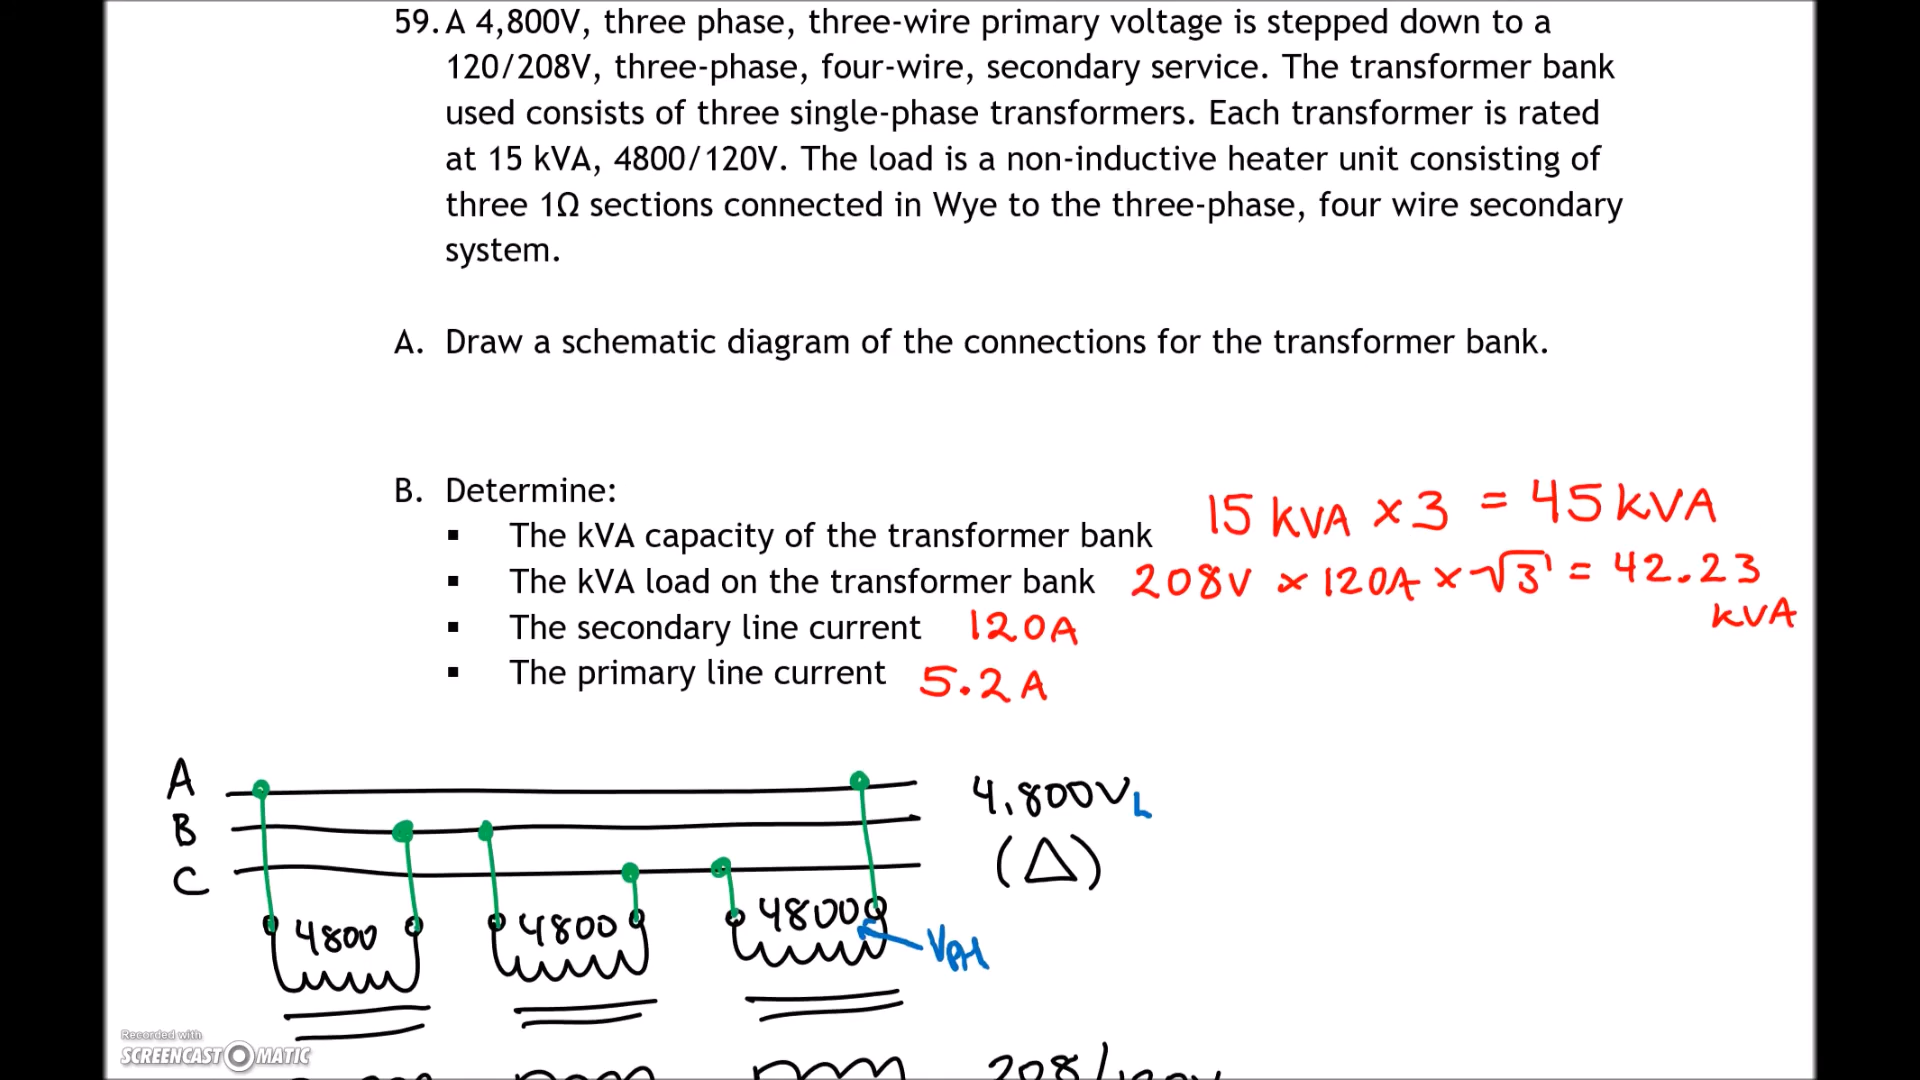 59. A 4,800V, three phase, three-wire primary voltage is stepped down to a
120/208V, three-phase, four-wire, secondary service. The transformer bank
used consists of three single-phase transformers. Each transformer is rated
at 15 kVA, 4800/120V. The load is a non-inductive heater unit consisting of
three 1Ω sections connected in Wye to the three-phase, four wire secondary
system.
A. Draw a schematic diagram of the connections for the transformer bank.
B. Determine:
▪ The kVA capacity of the transformer bank 15 kVA × 3 = 45 kVA
▪ The kVA load on the transformer bank 208V × 120A × √3 = 42.23
kVA
▪ The secondary line current 120A
▪ The primary line current 5.2A
A
B
C
4,800V L
(Δ)
4800
4800
4800
VPH
Recorded with
SCREENCAST MATIC
208/120V